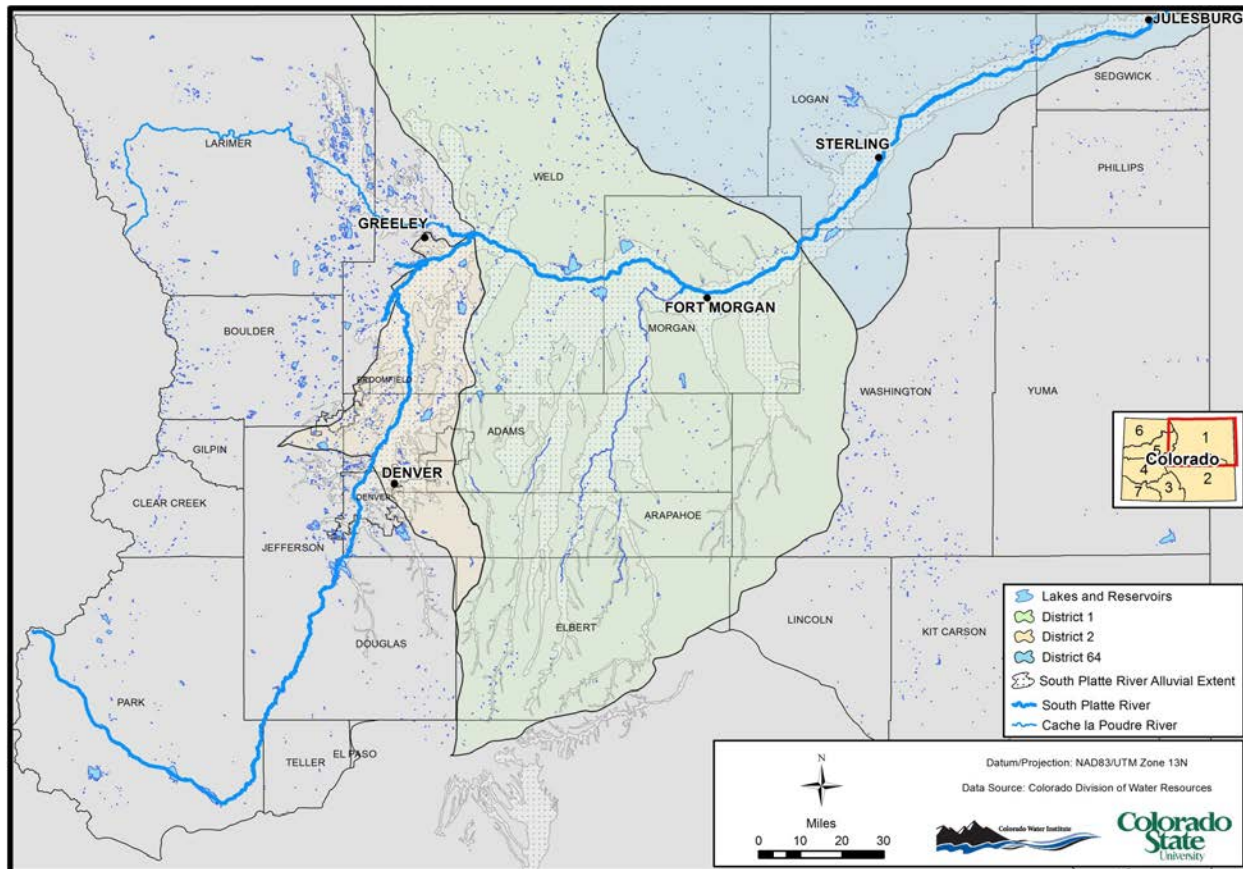 JULESBURG
SEDGWICK
LOGAN
LARIMER
STERLING
PHILLIPS
WELD
GREELEY
FORT MORGAN
MORGAN
BOULDER
BROOMFIELD
WASHINGTON
YUMA
ADAMS
GILPIN
DENVER
DENVER
CLEAR CREEK
ARAPAHOE
JEFFERSON
6
1
5
Colorado
4
2
7
3
LINCOLN
KIT CARSON
ELBERT
DOUGLAS
PARK
TELLER
EL PASO
Lakes and Reservoirs
District 1
District 2
District 64
South Platte River Alluvial Extent
South Platte River
Cache la Poudre River
N
Miles
0 10 20 30
Datum/Projection: NAD83/UTM Zone 13N
Data Source: Colorado Division of Water Resources
Colorado Water Institute
Colorado
State
University